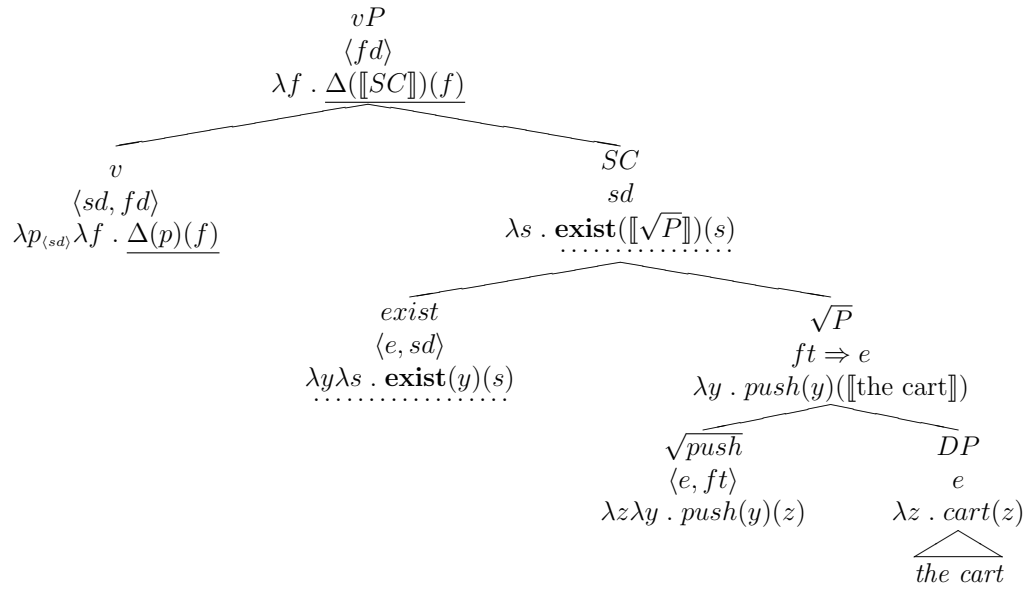 vP
⟨fd⟩
λf . Δ(⟦SC⟧)(f)
v
⟨sd, fd⟩
λp⟨sd⟩λf . Δ(p)(f)
SC
sd
λs . exist(⟦√P⟧)(s)
exist
⟨e, sd⟩
λyλs . exist(y)(s)
√P
ft ⇒ e
λy . push(y)(⟦the cart⟧)
√push
⟨e, ft⟩
λzλy . push(y)(z)
DP
e
λz . cart(z)
the cart